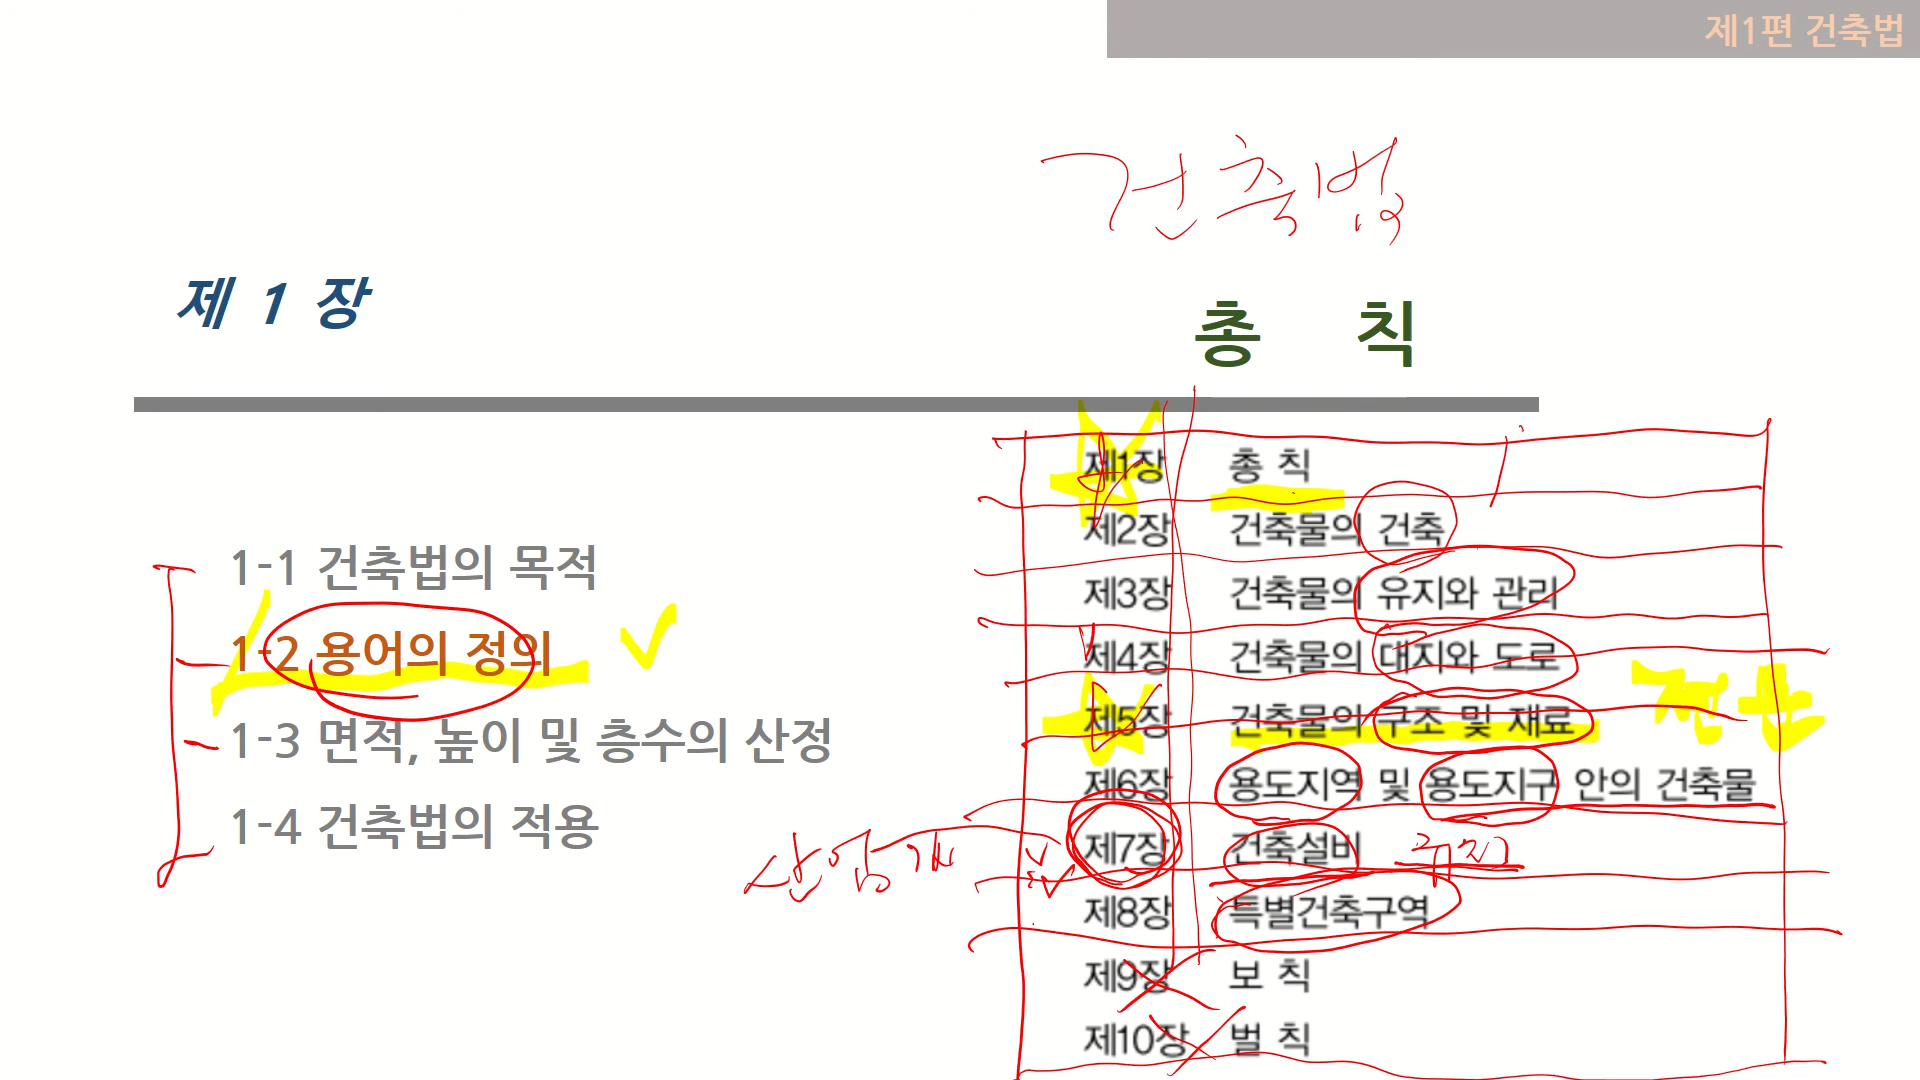 제1편 건축법
건축법
제 1 장
총 칙
1-1 건축법의 목적
1-2 용어의 정의
1-3 면적, 높이 및 층수의 산정
1-4 건축법의 적용
제1장 총 칙
제2장 건축물의 건축
제3장 건축물의 유지와 관리
제4장 건축물의 대지와 도로
제5장 건축물의 구조 및 재료
제6장 용도지역 및 용도지구 안의 건축물
제7장 건축설비
제8장 특별건축구역
제9장 보 칙
제10장 벌 칙